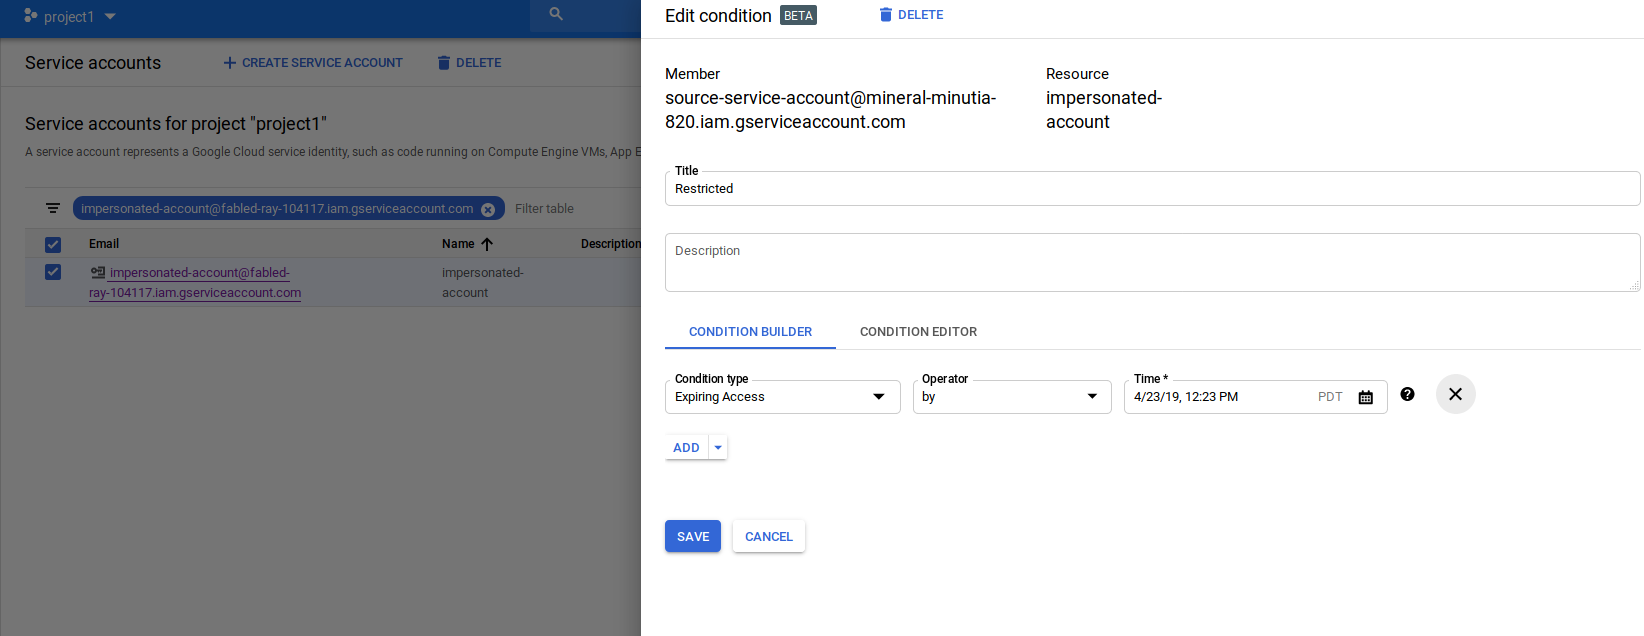 project1
Service accounts
CREATE SERVICE ACCOUNT
DELETE
Service accounts for project "project1"
A service account represents a Google Cloud service identity, such as code running on Compute Engine VMs, App E
impersonated-account@fabled-ray-104117.iam.gserviceaccount.com
Filter table
Email
Name
Description
impersonated-account@fabled-
ray-104117.iam.gserviceaccount.com
impersonated-
account
Edit condition
BETA
DELETE
Member
source-service-account@mineral-minutia-
820.iam.gserviceaccount.com
Resource
impersonated-
account
Title
Restricted
Description
CONDITION BUILDER
CONDITION EDITOR
Condition type
Expiring Access
Operator
by
Time *
4/23/19, 12:23 PM
PDT
ADD
SAVE
CANCEL